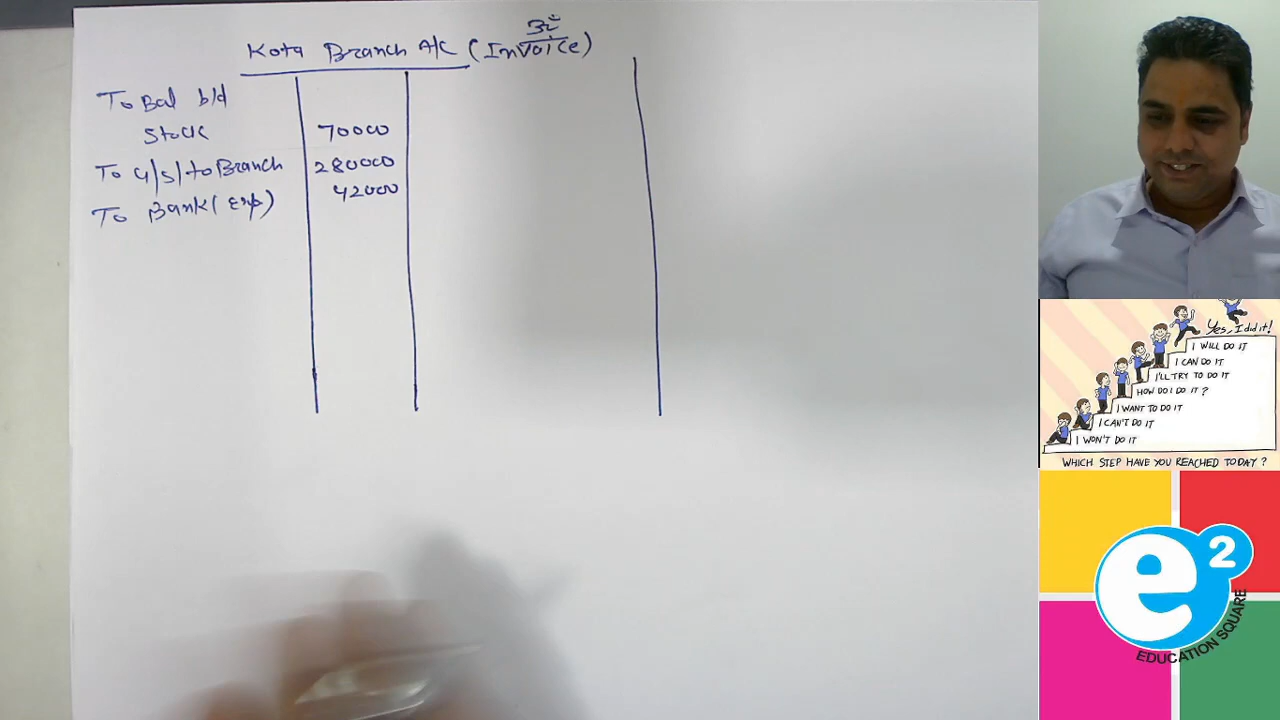 Kota Branch A/C (Invoice)
To Bal b/d
Stock 70000
To G/S/to Branch 280000
To Bank (Exp) 42000
Yes, I did it!
I WILL DO IT
I CAN DO IT
I'LL TRY TO DO IT
HOW DO I DO IT?
I WANT TO DO IT
I CAN'T DO IT
I WON'T DO IT
WHICH STEP HAVE YOU REACHED TODAY?
e2
EDUCATION SQUARE